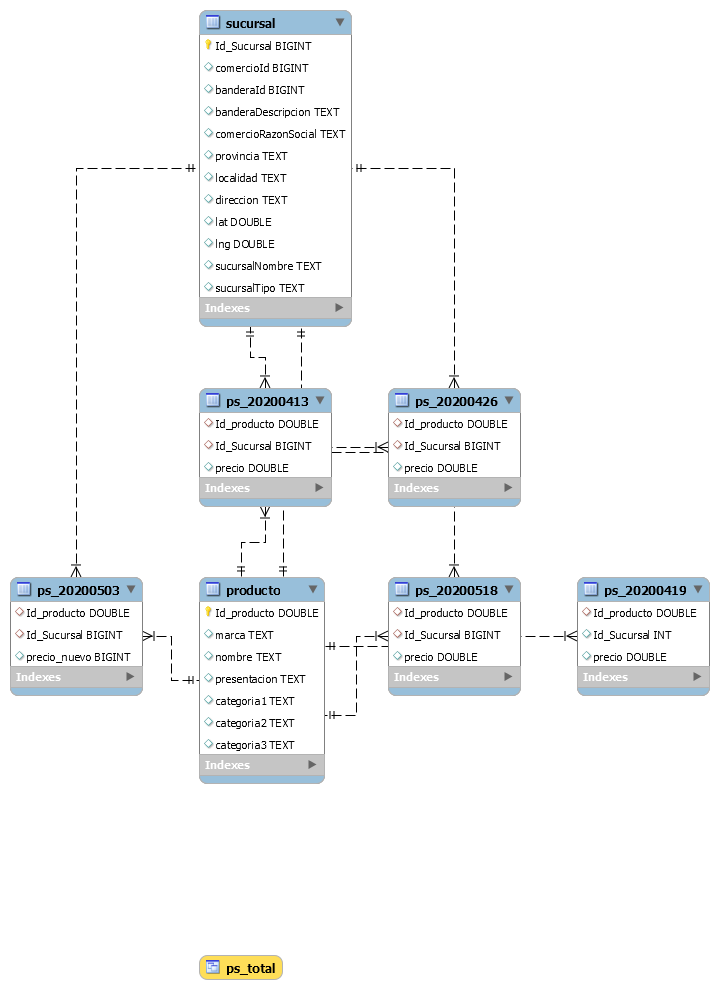 sucursal
Id_Sucursal BIGINT
comercioId BIGINT
banderaId BIGINT
banderaDescripcion TEXT
comercioRazonSocial TEXT
provincia TEXT
localidad TEXT
direccion TEXT
lat DOUBLE
lng DOUBLE
sucursalNombre TEXT
sucursalTipo TEXT
Indexes
ps_20200413
Id_producto DOUBLE
Id_Sucursal BIGINT
precio DOUBLE
Indexes
ps_20200426
Id_producto DOUBLE
Id_Sucursal BIGINT
precio DOUBLE
Indexes
ps_20200503
Id_producto DOUBLE
Id_Sucursal BIGINT
precio_nuevo BIGINT
Indexes
producto
Id_producto DOUBLE
marca TEXT
nombre TEXT
presentacion TEXT
categoria1 TEXT
categoria2 TEXT
categoria3 TEXT
Indexes
ps_20200518
Id_producto DOUBLE
Id_Sucursal BIGINT
precio DOUBLE
Indexes
ps_20200419
Id_producto DOUBLE
Id_Sucursal INT
precio DOUBLE
Indexes
ps_total